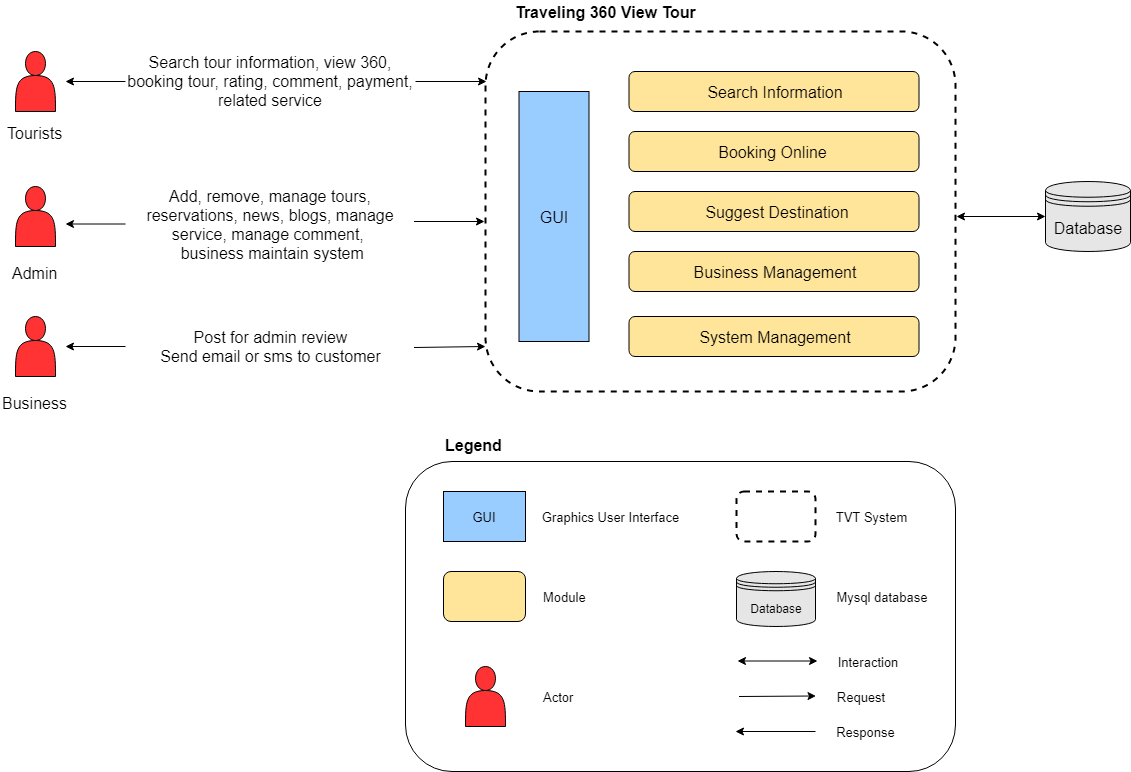 Traveling 360 View Tour
Search tour information, view 360,
booking tour, rating, comment, payment,
related service
Tourists
Add, remove, manage tours,
reservations, news, blogs, manage
service, manage comment,
business maintain system
Admin
Post for admin review
Send email or sms to customer
Business
GUI
Search Information
Booking Online
Suggest Destination
Business Management
System Management
Database
Legend
GUI
Graphics User Interface
TVT System
Module
Database
Mysql database
Actor
Interaction
Request
Response